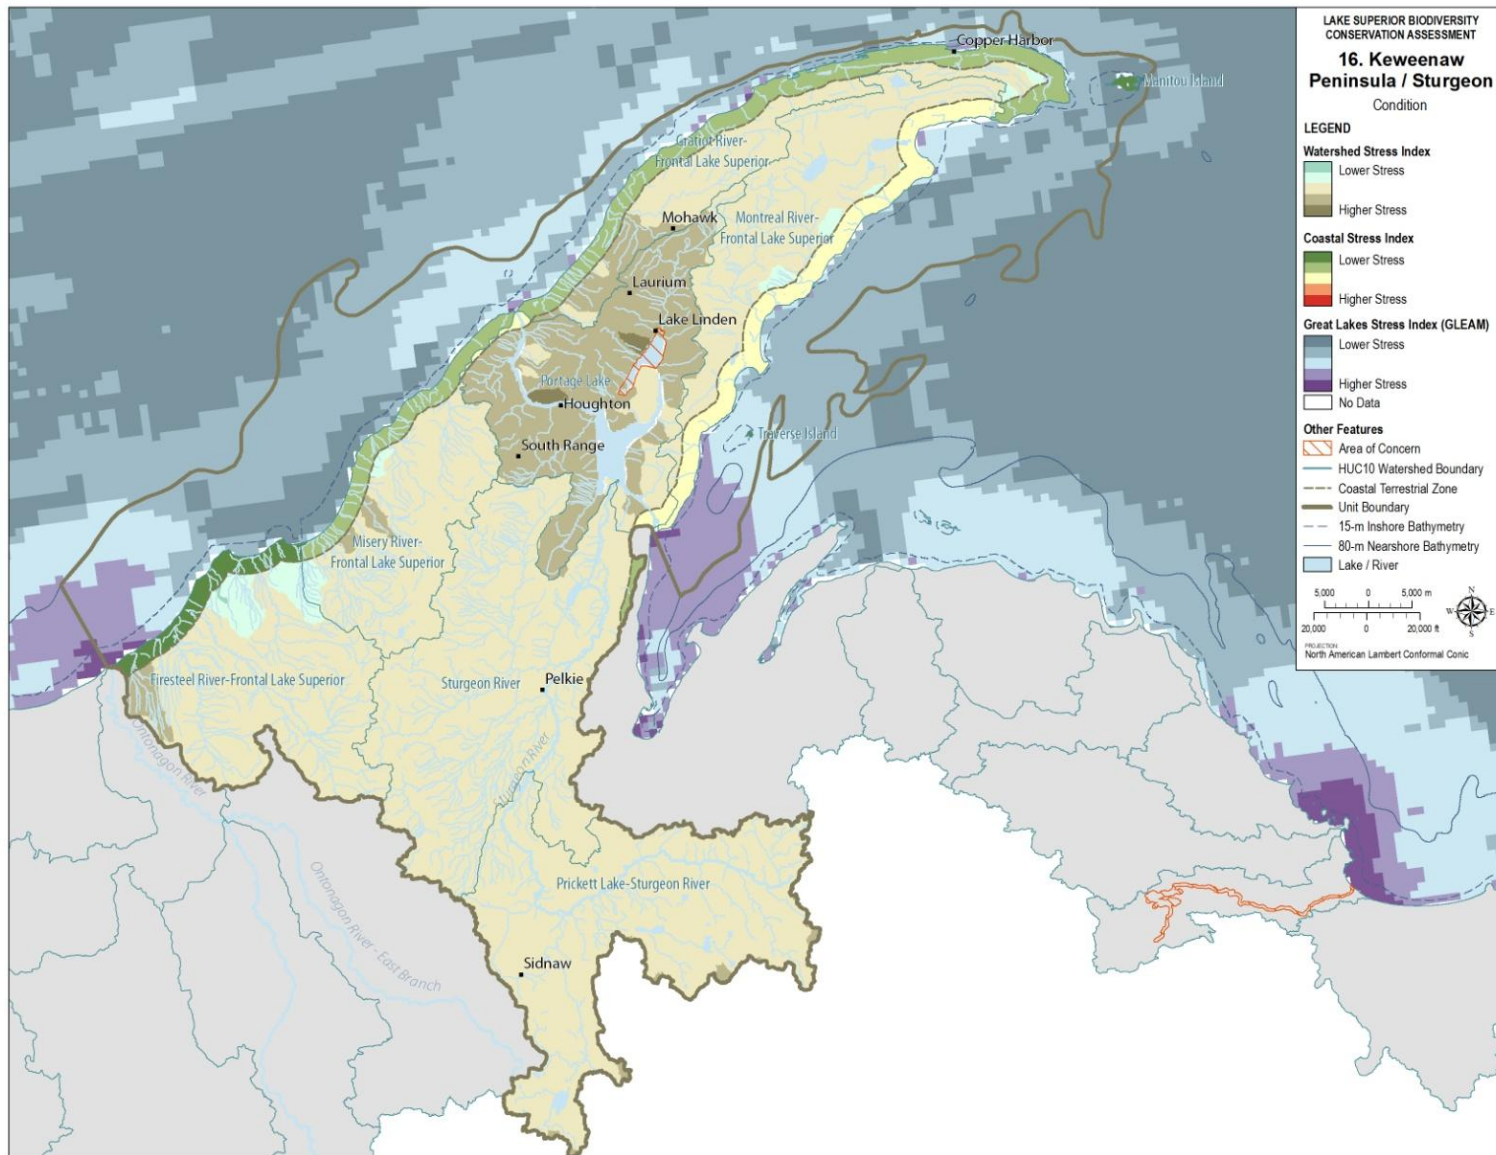 LAKE SUPERIOR BIODIVERSITY
CONSERVATION ASSESSMENT
16. Keweenaw
Peninsula / Sturgeon
Condition
LEGEND
Watershed Stress Index
Lower Stress
Higher Stress
Coastal Stress Index
Lower Stress
Higher Stress
Great Lakes Stress Index (GLEAM)
Lower Stress
Higher Stress
No Data
Other Features
Area of Concern
HUC10 Watershed Boundary
Coastal Terrestrial Zone
Unit Boundary
15-m Inshore Bathymetry
80-m Nearshore Bathymetry
Lake / River
5,000 0 5,000 m
20,000 0 20,000 ft
N
W E
S
PROJECTION
North American Lambert Conformal Conic
Copper Harbor
Manitou Island
Gratiot River-
Frontal Lake Superior
Mohawk
Montreal River-
Frontal Lake Superior
Laurium
Lake Linden
Portage Lake
Houghton
Traverse Island
South Range
Misery River-
Frontal Lake Superior
Firesteel River-Frontal Lake Superior
Sturgeon River
Pelkie
Ontonagon River
Sturgeon River
Prickett Lake-Sturgeon River
Ontonagon River - East Branch
Sidnaw